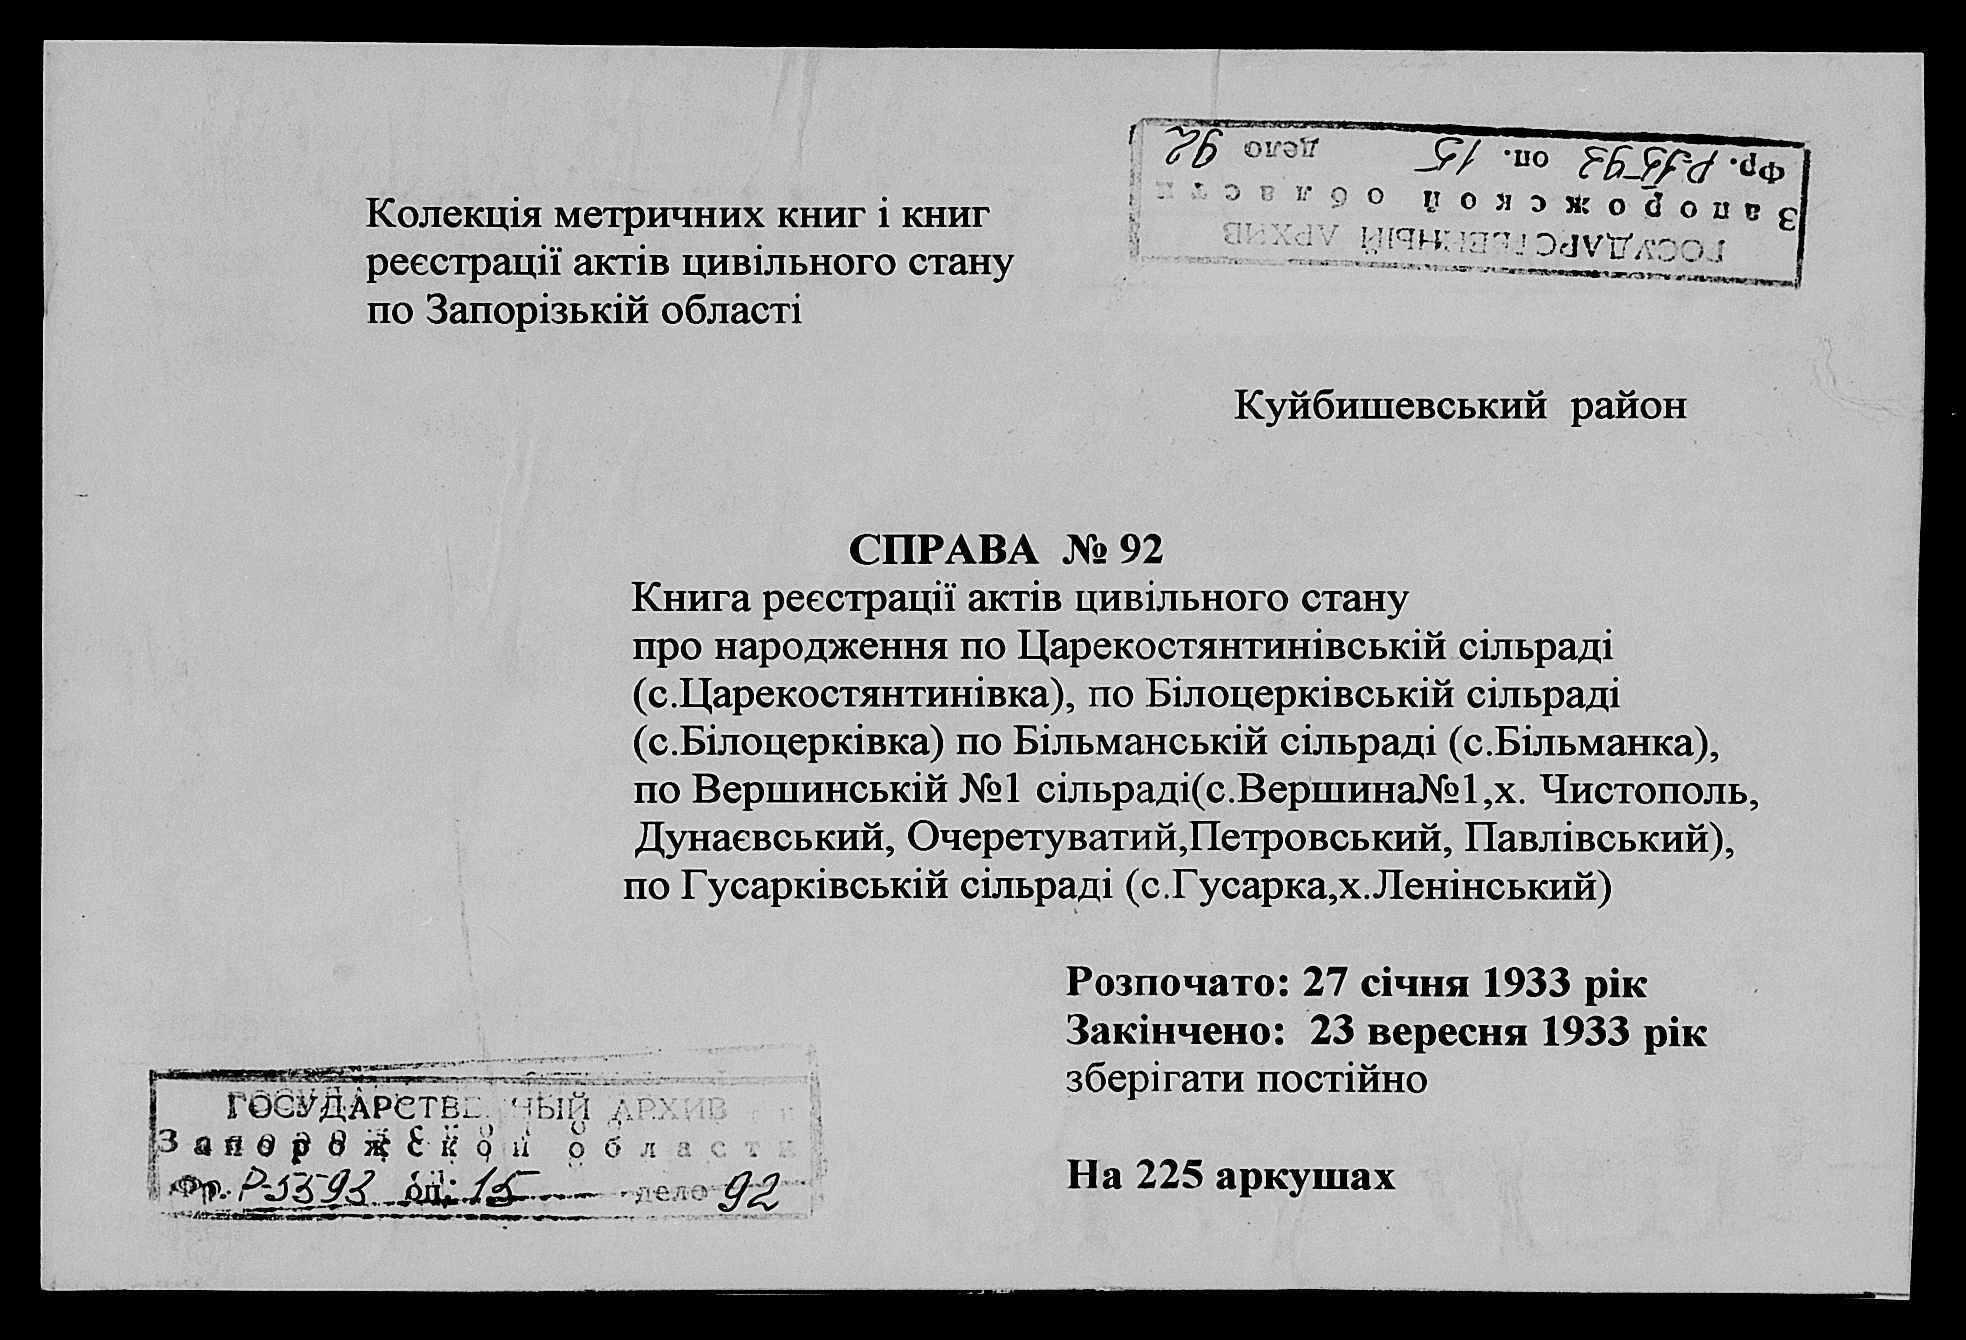 ГОСУДАРСТВЕННЫЙ АРХИВ
Запорожской области
Фр. Р-5593 оп. 15 дело 92
Колекція метричних книг і книг
реєстрації актів цивільного стану
по Запорізькій області
Куйбишевський район
СПРАВА № 92
Книга реєстрації актів цивільного стану
про народження по Царекостянтинівській сільраді
(с.Царекостянтинівка), по Білоцерківській сільраді
(с.Білоцерківка) по Більманській сільраді (с.Більманка),
по Вершинській №1 сільраді(с.Вершина№1,х. Чистополь,
Дунаєвський, Очеретуватий,Петровський, Павлівський),
по Гусарківській сільраді (с.Гусарка,х.Ленінський)
Розпочато: 27 січня 1933 рік
Закінчено: 23 вересня 1933 рік
зберігати постійно
На 225 аркушах
ГОСУДАРСТВЕННЫЙ АРХИВ
Запорожской области
Фр. Р-5593 оп. 15 дело 92